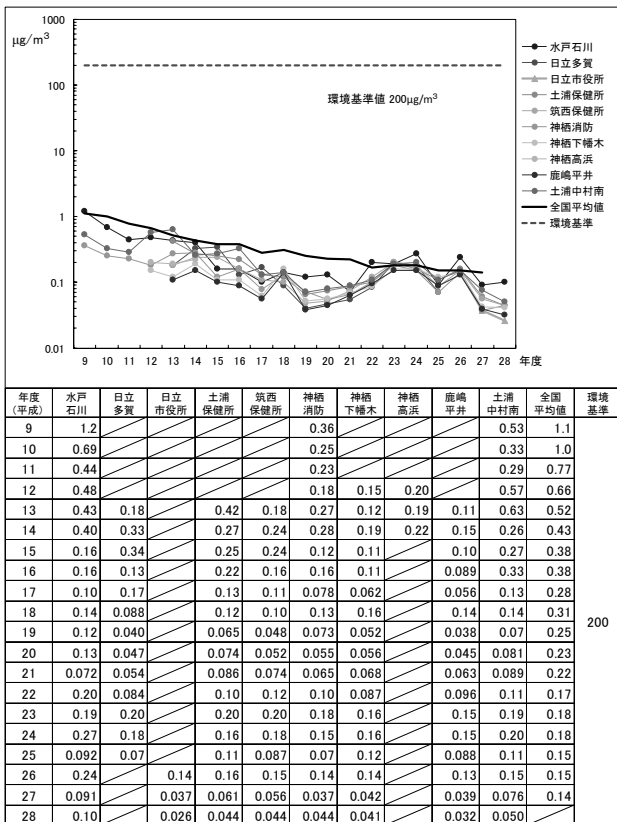 1000
μg/m³
100
10
1
0.1
0.01
環境基準値 200μg/m³
水戸石川
日立多賀
日立市役所
土浦保健所
筑西保健所
神栖消防
神栖下幡木
神栖高浜
鹿嶋平井
土浦中村南
全国平均値
環境基準
9 10 11 12 13 14 15 16 17 18 19 20 21 22 23 24 25 26 27 28 年度
年度 水戸 日立 日立 土浦 筑西 神栖 神栖 神栖 鹿嶋 土浦 全国 環境
(平成) 石川 多賀 市役所 保健所 保健所 消防 下幡木 高浜 平井 中村南 平均値 基準
9 1.2 0.36 0.53 1.1
10 0.69 0.25 0.33 1.0
11 0.44 0.23 0.29 0.77
12 0.48 0.18 0.15 0.20 0.57 0.66
13 0.43 0.18 0.42 0.18 0.27 0.12 0.19 0.11 0.63 0.52
14 0.40 0.33 0.27 0.24 0.28 0.19 0.22 0.15 0.26 0.43
15 0.16 0.34 0.25 0.24 0.12 0.11 0.10 0.27 0.38
16 0.16 0.13 0.22 0.16 0.16 0.11 0.089 0.33 0.38
17 0.10 0.17 0.13 0.11 0.078 0.062 0.056 0.13 0.28
18 0.14 0.088 0.12 0.10 0.13 0.16 0.14 0.14 0.31
200
19 0.12 0.040 0.065 0.048 0.073 0.052 0.038 0.07 0.25
20 0.13 0.047 0.074 0.052 0.055 0.056 0.045 0.081 0.23
21 0.072 0.054 0.086 0.074 0.065 0.068 0.063 0.089 0.22
22 0.20 0.084 0.10 0.12 0.10 0.087 0.096 0.11 0.17
23 0.19 0.20 0.20 0.20 0.18 0.16 0.15 0.19 0.18
24 0.27 0.18 0.16 0.18 0.15 0.16 0.15 0.20 0.18
25 0.092 0.07 0.11 0.087 0.07 0.12 0.088 0.11 0.15
26 0.24 0.14 0.16 0.15 0.14 0.14 0.13 0.15 0.15
27 0.091 0.037 0.061 0.056 0.037 0.042 0.039 0.076 0.14
28 0.10 0.026 0.044 0.044 0.044 0.041 0.032 0.050